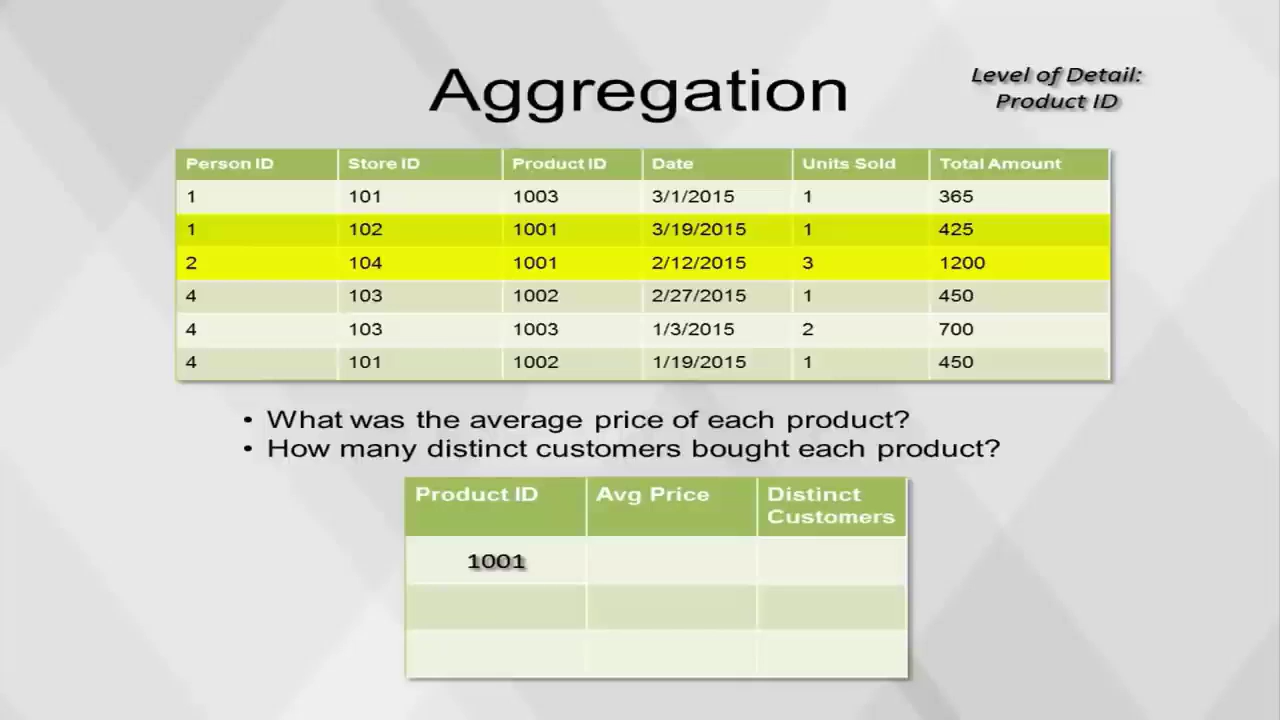 Aggregation
Level of Detail:
Product ID
Person ID Store ID Product ID Date Units Sold Total Amount
1 101 1003 3/1/2015 1 365
1 102 1001 3/19/2015 1 425
2 104 1001 2/12/2015 3 1200
4 103 1002 2/27/2015 1 450
4 103 1003 1/3/2015 2 700
4 101 1002 1/19/2015 1 450
• What was the average price of each product?
• How many distinct customers bought each product?
Product ID Avg Price Distinct
Customers
1001